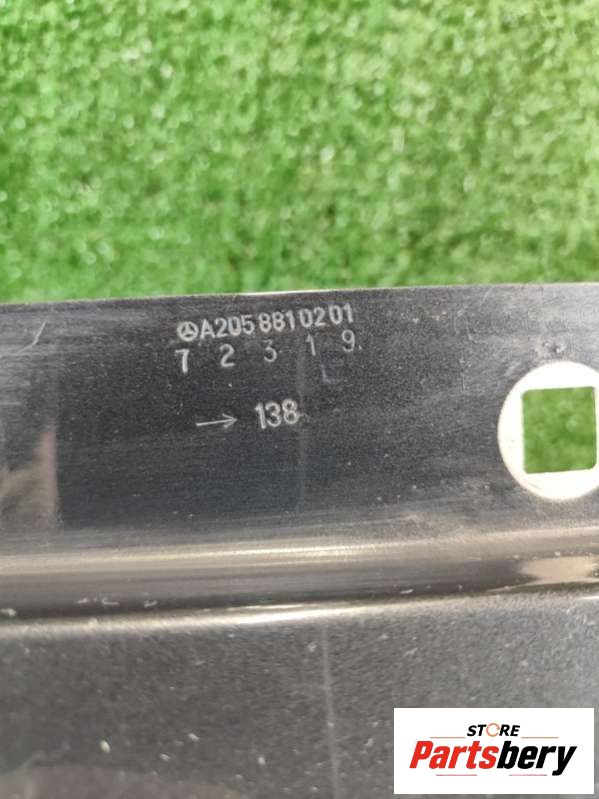 A205 881 02 01
7 2 3 1 9
→ 138
STORE
Partsbery